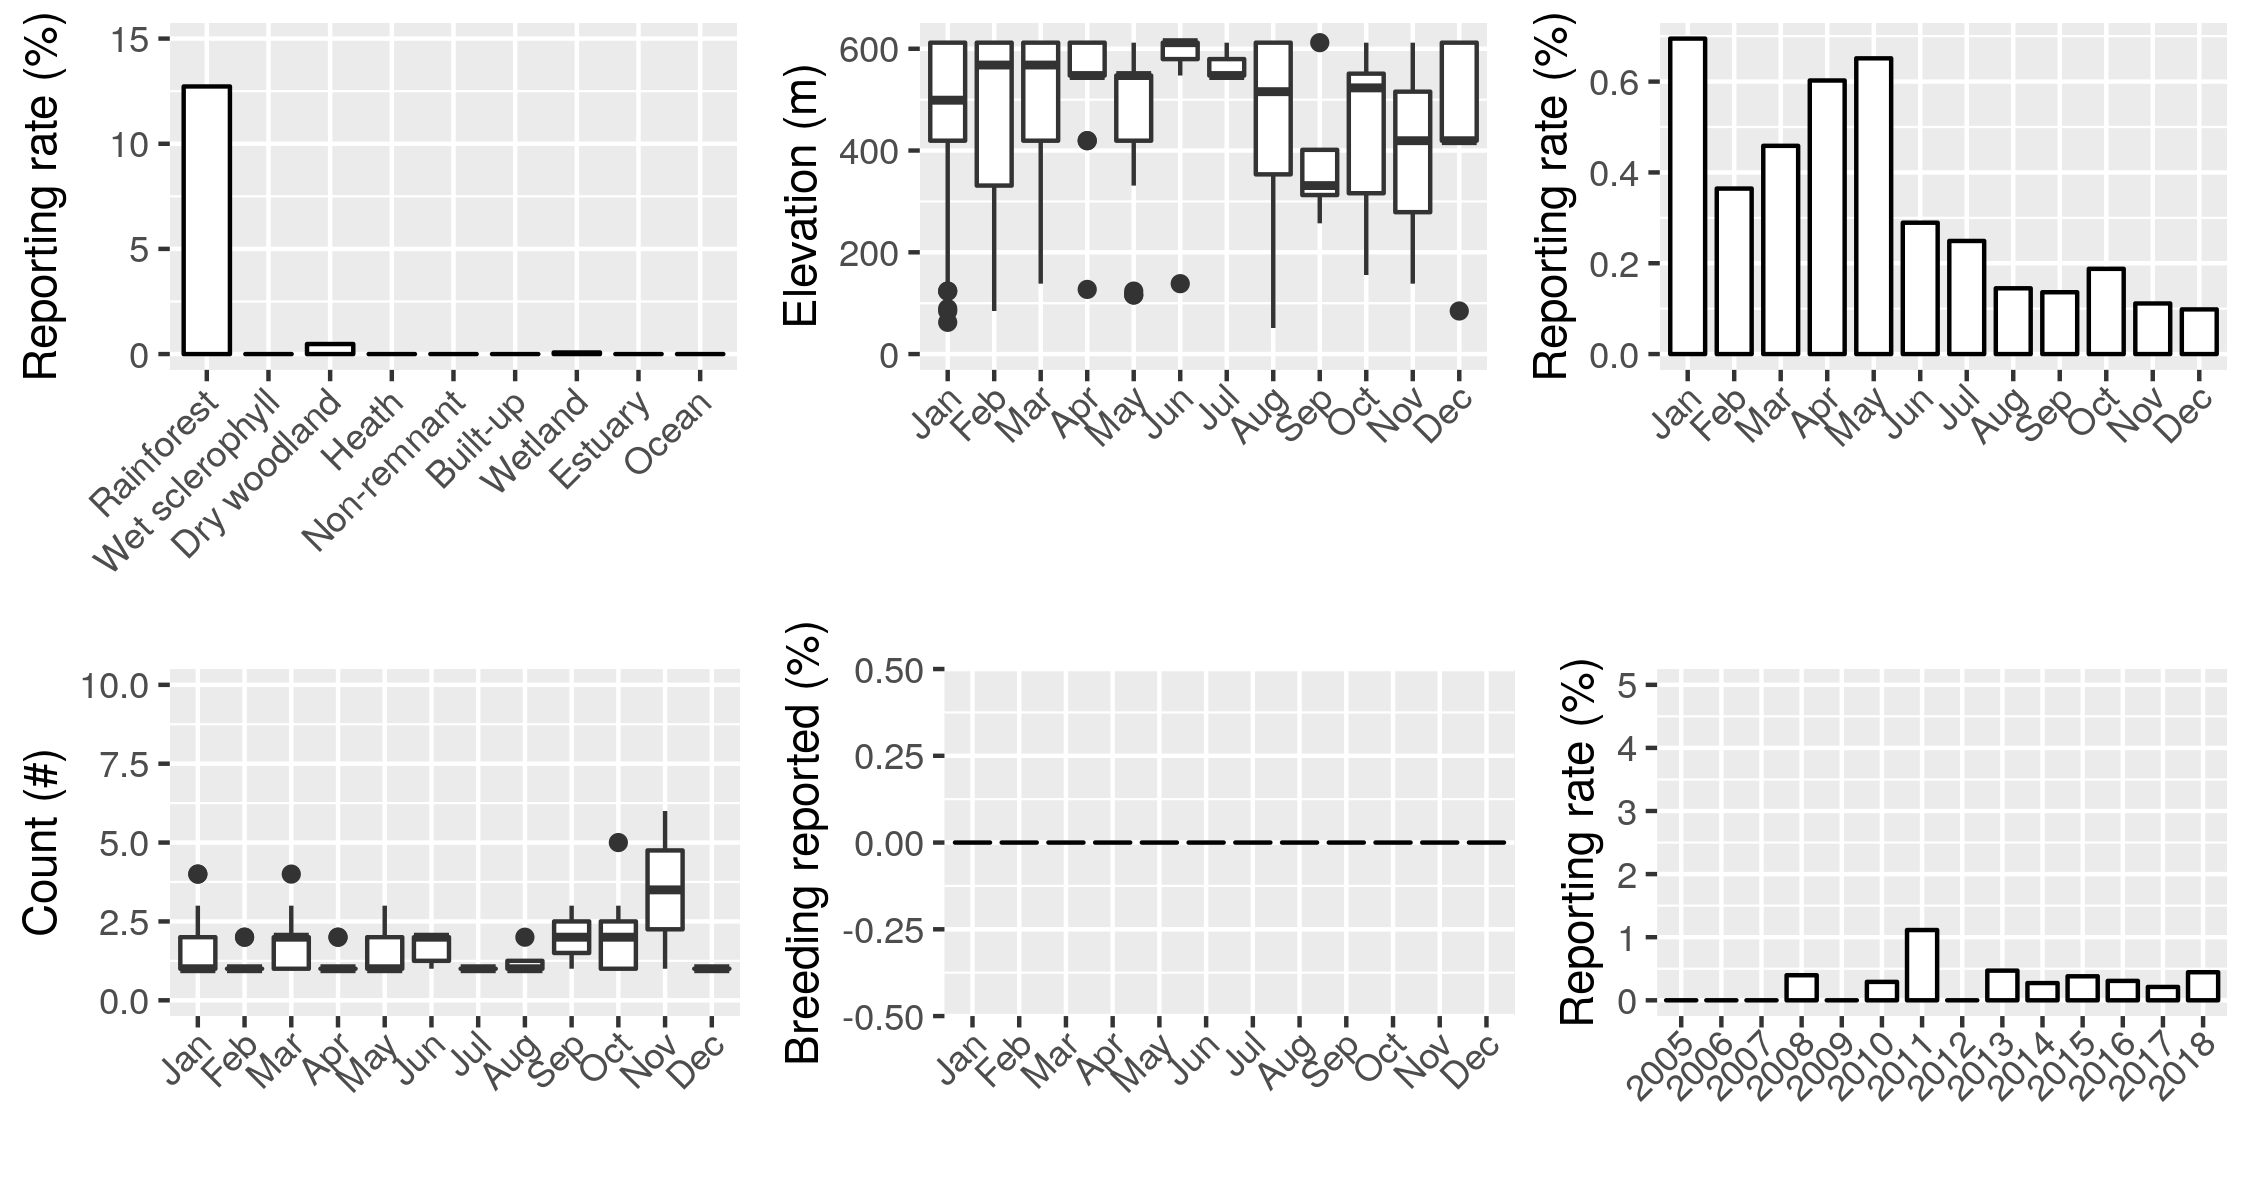 Reporting rate (%)
15
10
5
0
Rainforest
Wet sclerophyll
Dry woodland
Heath
Non-remnant
Built-up
Wetland
Estuary
Ocean
Elevation (m)
600
400
200
0
Jan
Feb
Mar
Apr
May
Jun
Jul
Aug
Sep
Oct
Nov
Dec
Reporting rate (%)
0.6
0.4
0.2
0.0
Jan
Feb
Mar
Apr
May
Jun
Jul
Aug
Sep
Oct
Nov
Dec
Count (#)
10.0
7.5
5.0
2.5
0.0
Jan
Feb
Mar
Apr
May
Jun
Jul
Aug
Sep
Oct
Nov
Dec
Breeding reported (%)
0.50
0.25
0.00
-0.25
-0.50
Jan
Feb
Mar
Apr
May
Jun
Jul
Aug
Sep
Oct
Nov
Dec
Reporting rate (%)
5
4
3
2
1
0
2005
2006
2007
2008
2009
2010
2011
2012
2013
2014
2015
2016
2017
2018